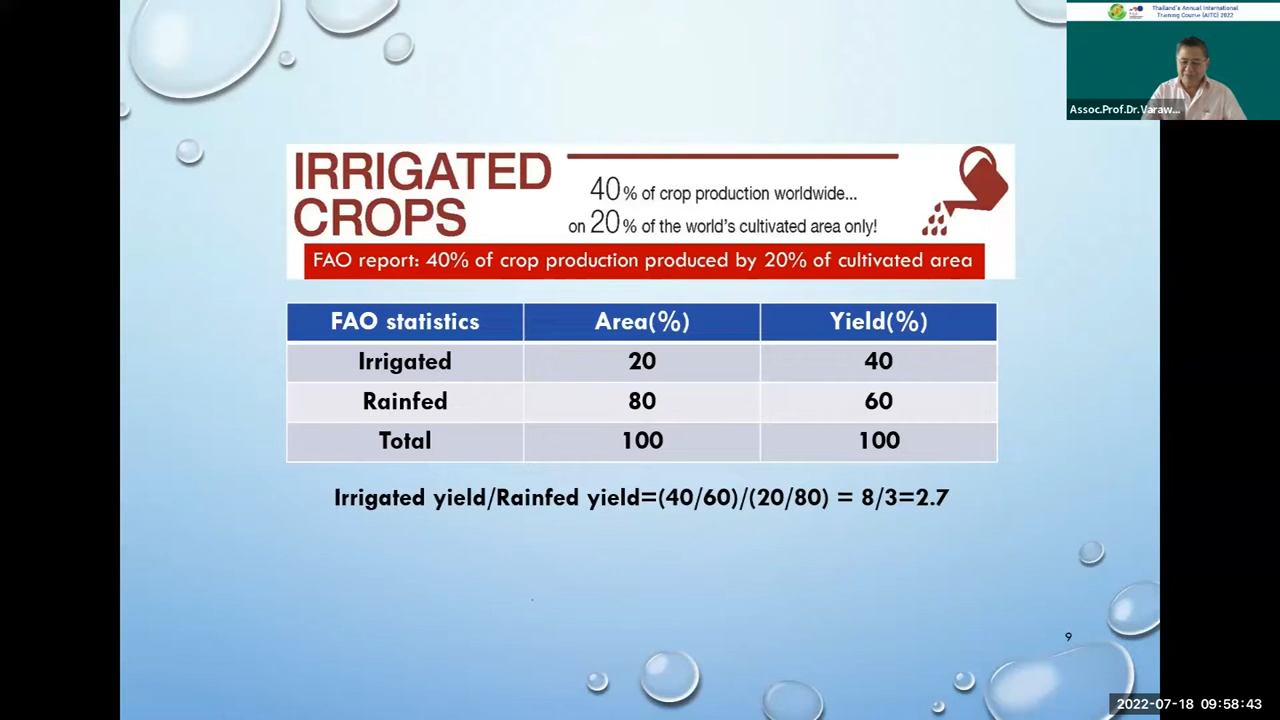 Thailand's Annual International
Training Course (AITC) 2022
Assoc.Prof.Dr.Varaw...
IRRIGATED
CROPS
40% of crop production worldwide...
on 20% of the world's cultivated area only!
FAO report: 40% of crop production produced by 20% of cultivated area
FAO statistics Area(%) Yield(%)
Irrigated 20 40
Rainfed 80 60
Total 100 100
Irrigated yield/Rainfed yield=(40/60)/(20/80) = 8/3=2.7
9
2022-07-18 09:58:43